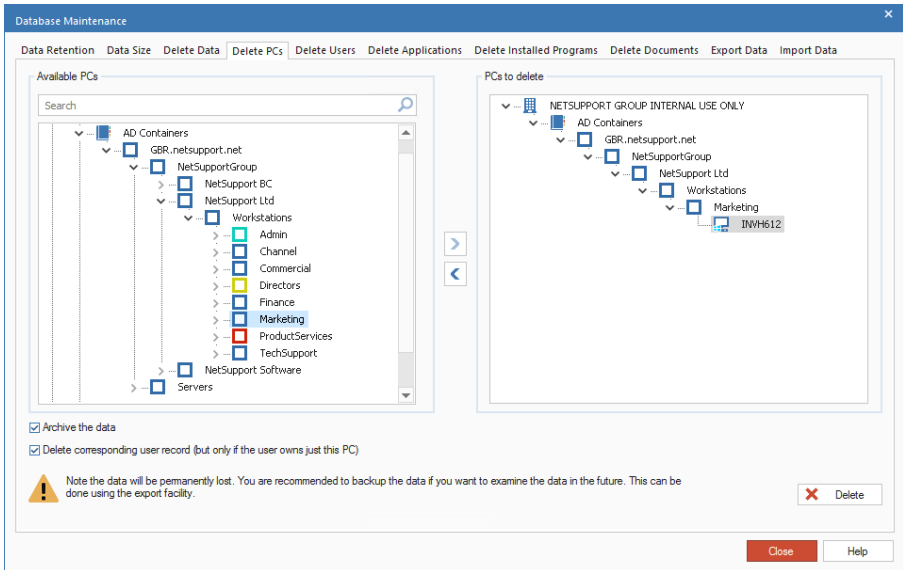 Database Maintenance
Data Retention Data Size Delete Data Delete PCs Delete Users Delete Applications Delete Installed Programs Delete Documents Export Data Import Data
Available PCs
Search
AD Containers
GBR.netsupport.net
NetSupportGroup
NetSupport BC
NetSupport Ltd
Workstations
Admin
Channel
Commercial
Directors
Finance
Marketing
ProductServices
TechSupport
NetSupport Software
Servers
PCs to delete
NETSUPPORT GROUP INTERNAL USE ONLY
AD Containers
GBR.netsupport.net
NetSupportGroup
NetSupport Ltd
Workstations
Marketing
INVH612
Archive the data
Delete corresponding user record (but only if the user owns just this PC)
Note the data will be permanently lost. You are recommended to backup the data if you want to examine the data in the future. This can be
done using the export facility.
Delete
Close Help